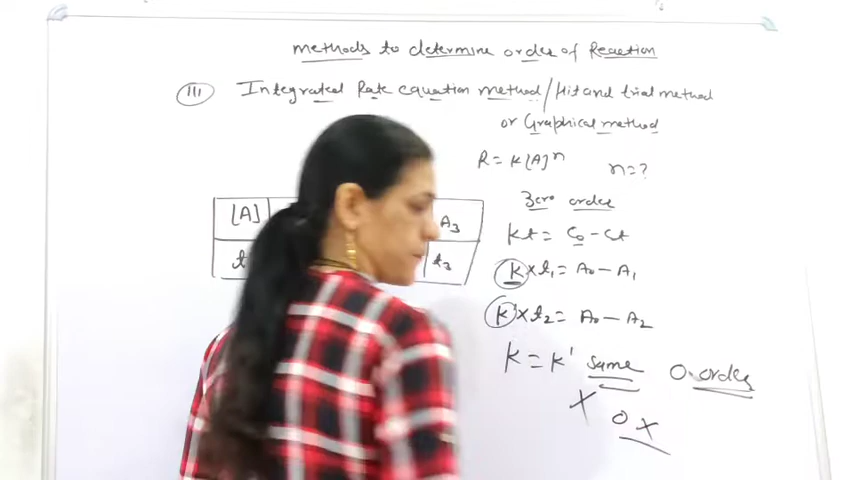 methods to determine order of Reaction
III Integrated Rate equation method/Hit and trial method
or Graphical method
R = K[A]^n n=?
[A] A3
t t3
Zero order
Kt = C0 - Ct
K × t1 = A0 - A1
K' × t2 = A0 - A2
K = K' same 0 order
X 0 X